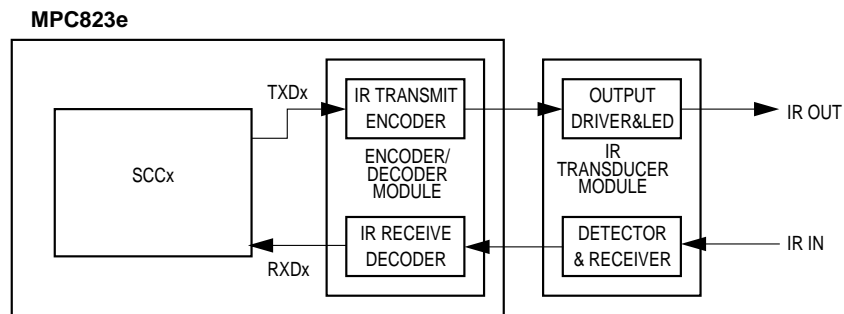 MPC823e
TXDx
IR TRANSMIT
ENCODER
OUTPUT
DRIVER&LED
IR OUT
SCCx
ENCODER/
DECODER
MODULE
IR
TRANSDUCER
MODULE
RXDx
IR RECEIVE
DECODER
DETECTOR
& RECEIVER
IR IN